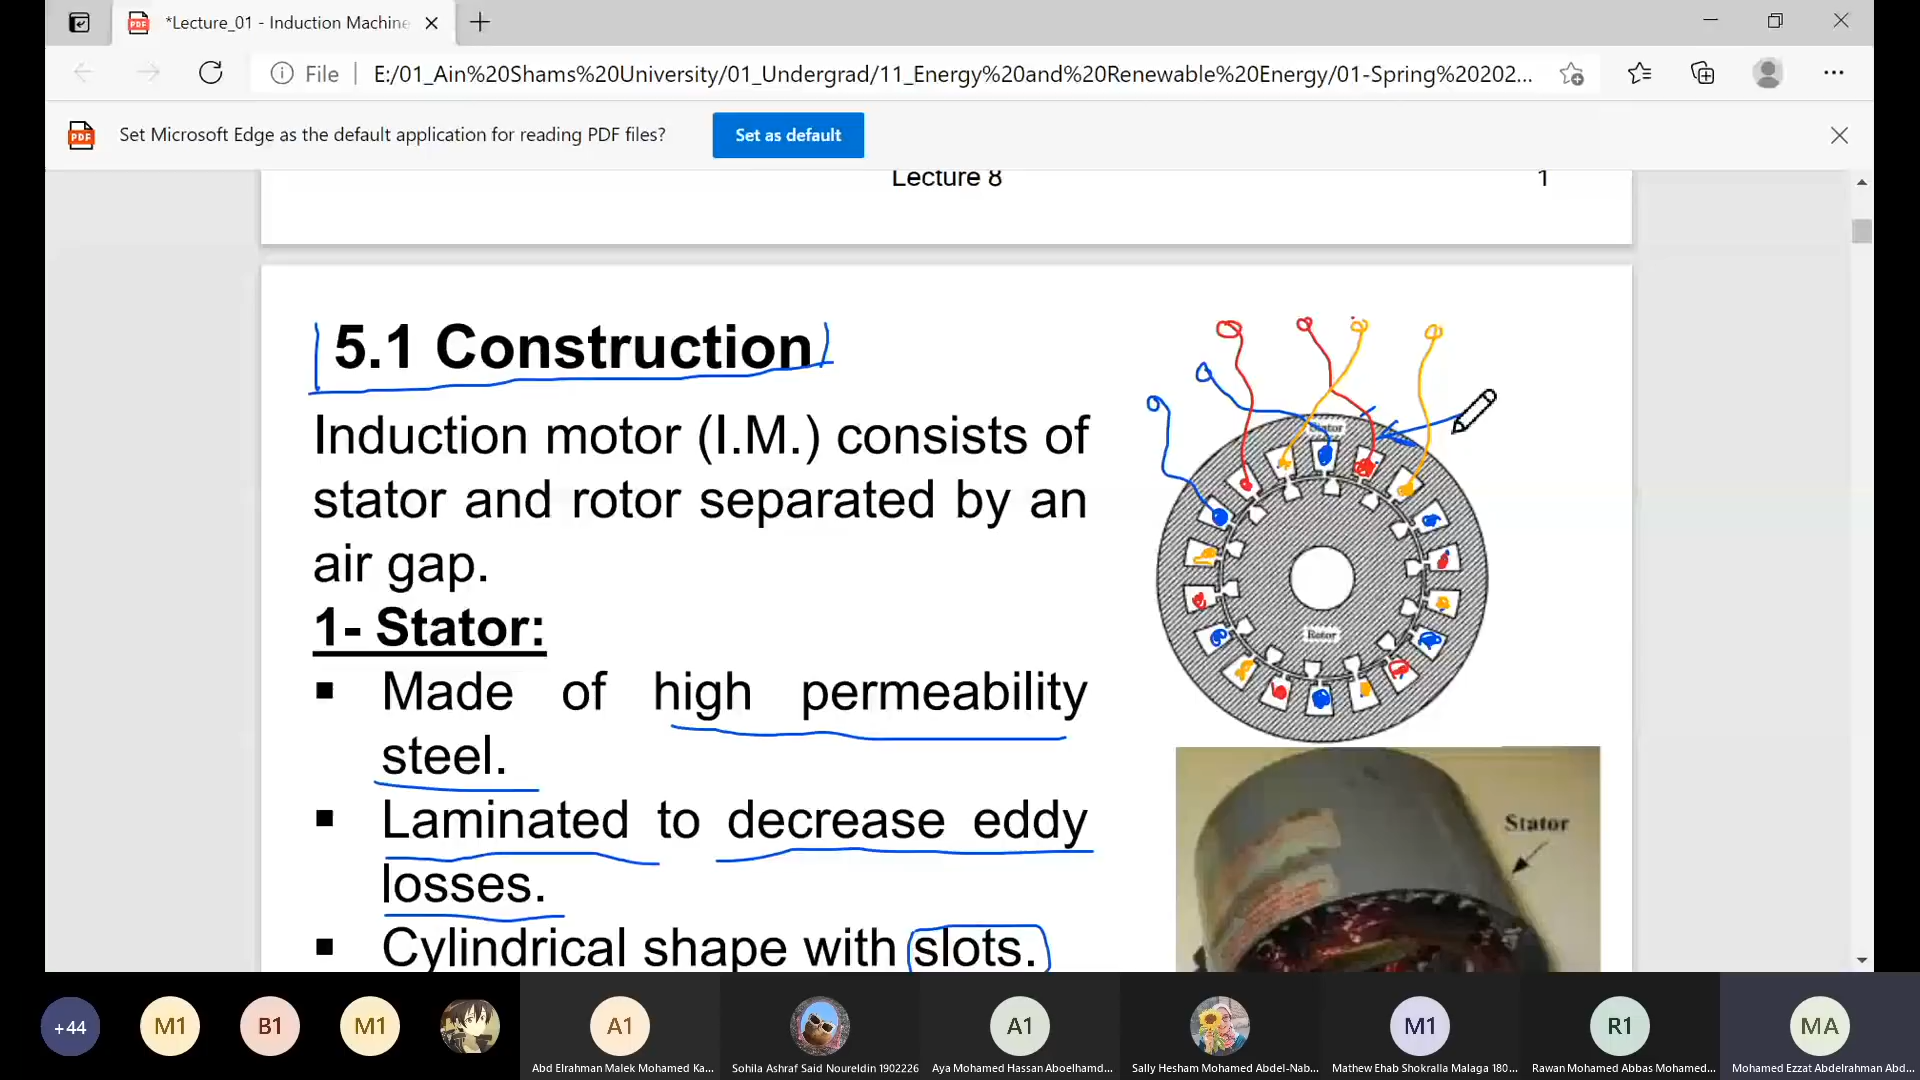 *Lecture_01 - Induction Machine
File
E:/01_Ain%20Shams%20University/01_Undergrad/11_Energy%20and%20Renewable%20Energy/01-Spring%20202...
PDF
Set Microsoft Edge as the default application for reading PDF files?
Set as default
Lecture 8
1
5.1 Construction
Induction motor (I.M.) consists of
stator and rotor separated by an
air gap.
1- Stator:
▪ Made of high permeability
steel.
▪ Laminated to decrease eddy
losses.
▪ Cylindrical shape with slots.
Stator
Rotor
Stator
+44
M1
B1
M1
A1
A1
M1
R1
MA
Abd Elrahman Malek Mohamed Ka...
Sohila Ashraf Said Noureldin 1902226
Aya Mohamed Hassan Aboelhamd...
Sally Hesham Mohamed Abdel-Nab...
Mathew Ehab Shokralla Malaga 180...
Rawan Mohamed Abbas Mohamed...
Mohamed Ezzat Abdelrahman Abd...